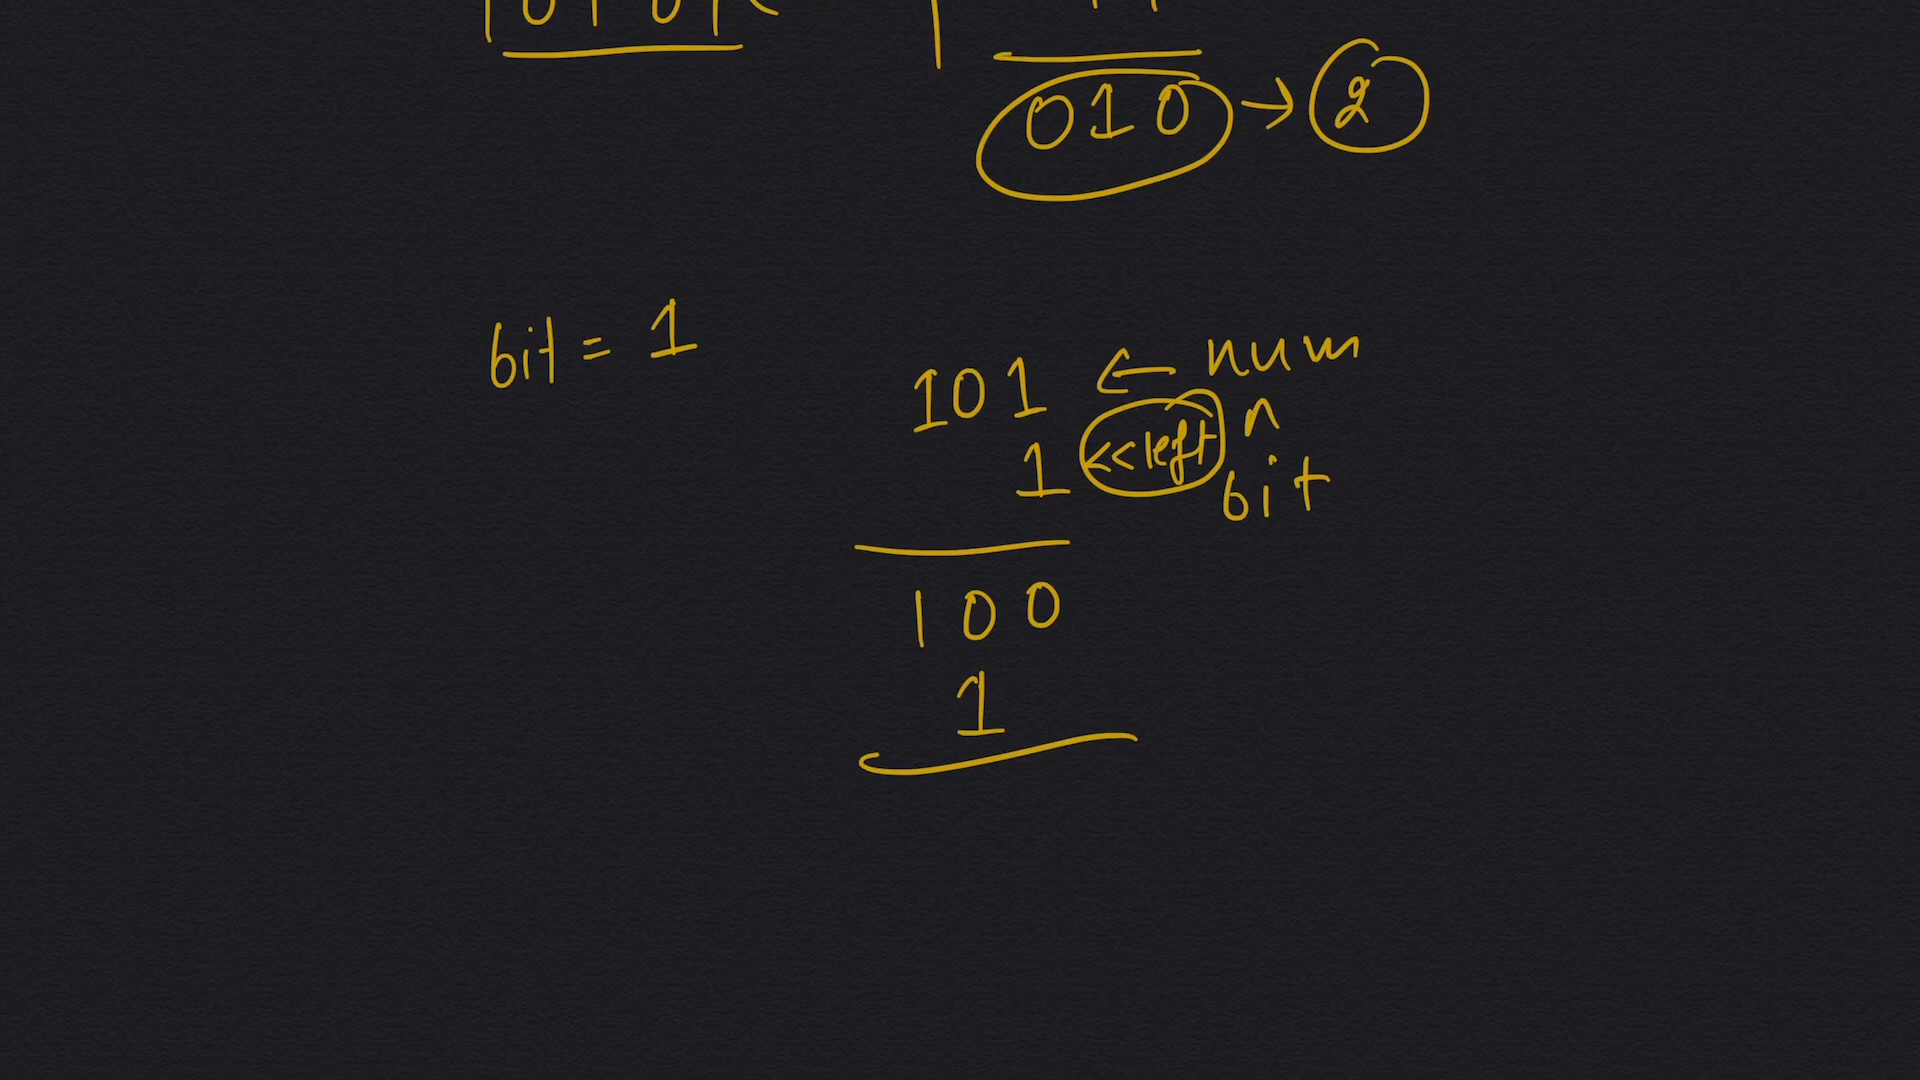 010 → 2
bit = 1
101 ← num
n
1 << left
bit
100
1